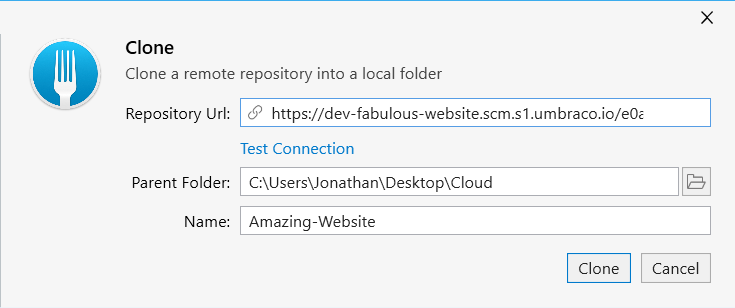 Clone
Clone a remote repository into a local folder
Repository Url: https://dev-fabulous-website.scm.s1.umbraco.io/e0a
Test Connection
Parent Folder: C:\Users\Jonathan\Desktop\Cloud
Name: Amazing-Website
Clone Cancel